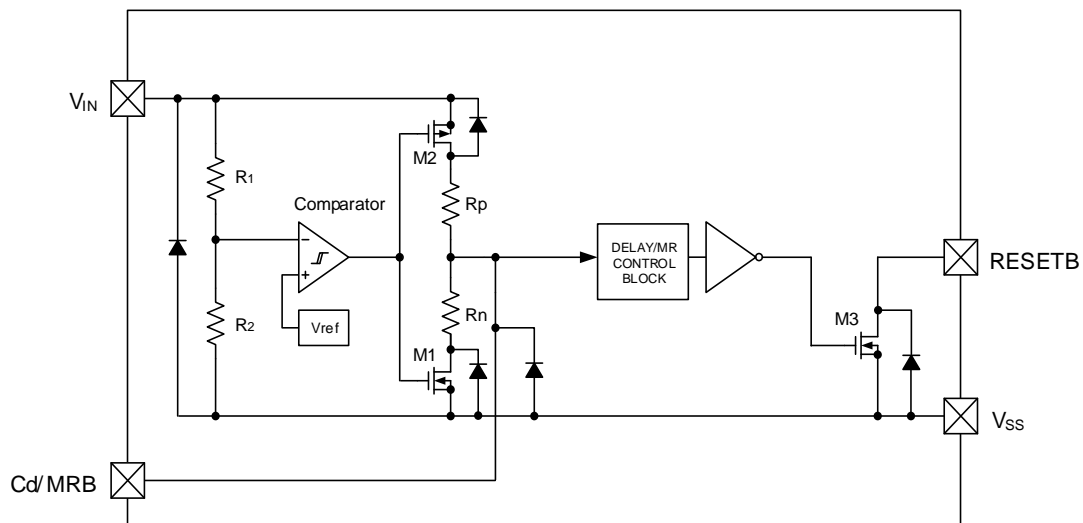 VIN
M2
R1
Comparator
Rp
−
+
DELAY/MR
CONTROL
BLOCK
RESETB
R2
Vref
Rn
M1
M3
VSS
Cd/MRB